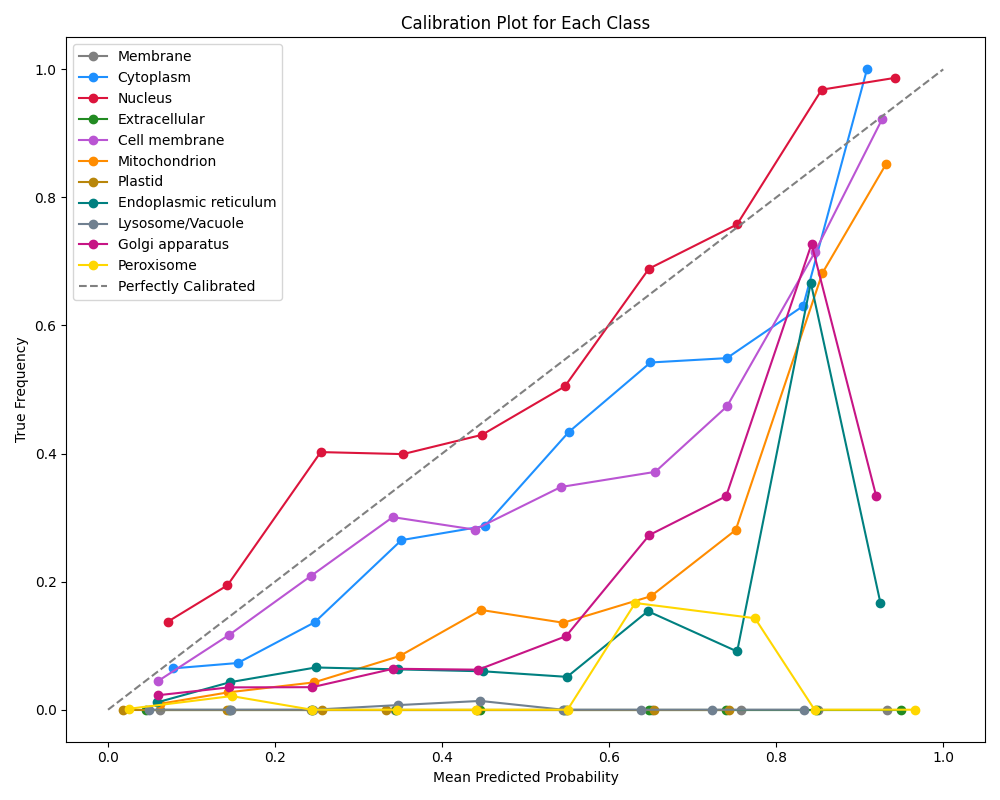 Calibration Plot for Each Class
Membrane
Cytoplasm
Nucleus
Extracellular
Cell membrane
Mitochondrion
Plastid
Endoplasmic reticulum
Lysosome/Vacuole
Golgi apparatus
Peroxisome
Perfectly Calibrated
True Frequency
1.0
0.8
0.6
0.4
0.2
0.0
0.0 0.2 0.4 0.6 0.8 1.0
Mean Predicted Probability